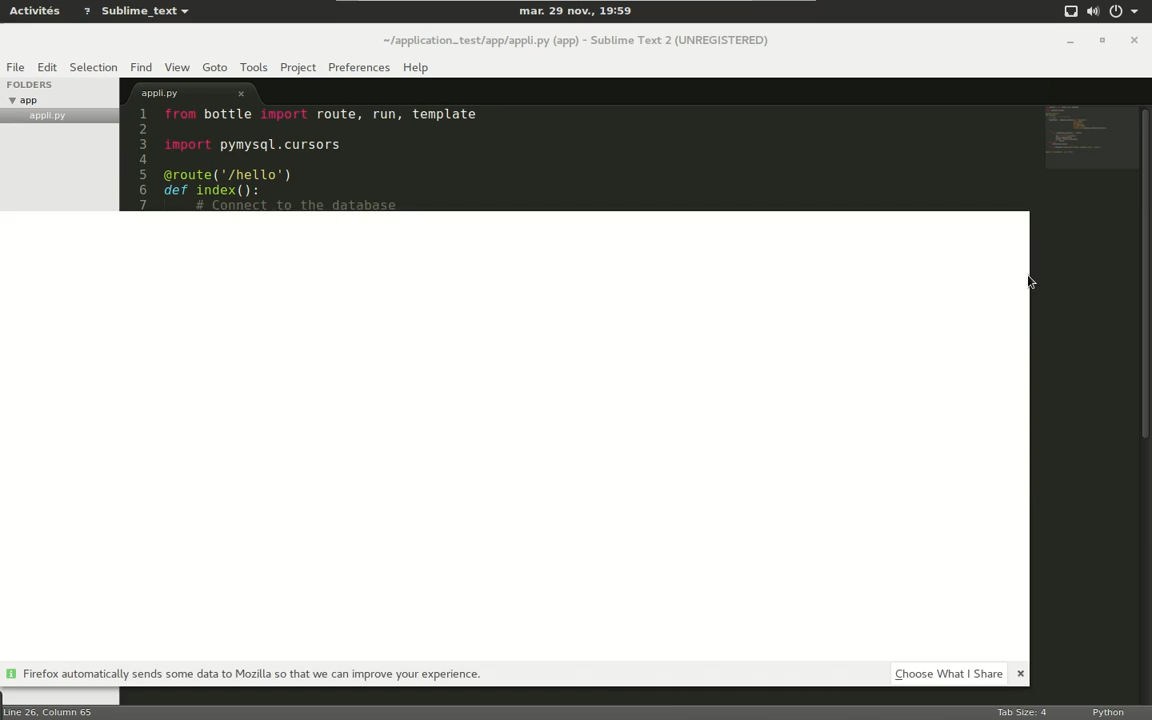 Activités ? Sublime_text mar. 29 nov., 19:59
~/application_test/app/appli.py (app) - Sublime Text 2 (UNREGISTERED)
File Edit Selection Find View Goto Tools Project Preferences Help
FOLDERS
app
appli.py
appli.py ×
1 from bottle import route, run, template
2
3 import pymysql.cursors
4
5 @route('/hello')
6 def index():
7 # Connect to the database
Firefox automatically sends some data to Mozilla so that we can improve your experience. Choose What I Share ×
Line 26, Column 65 Tab Size: 4 Python